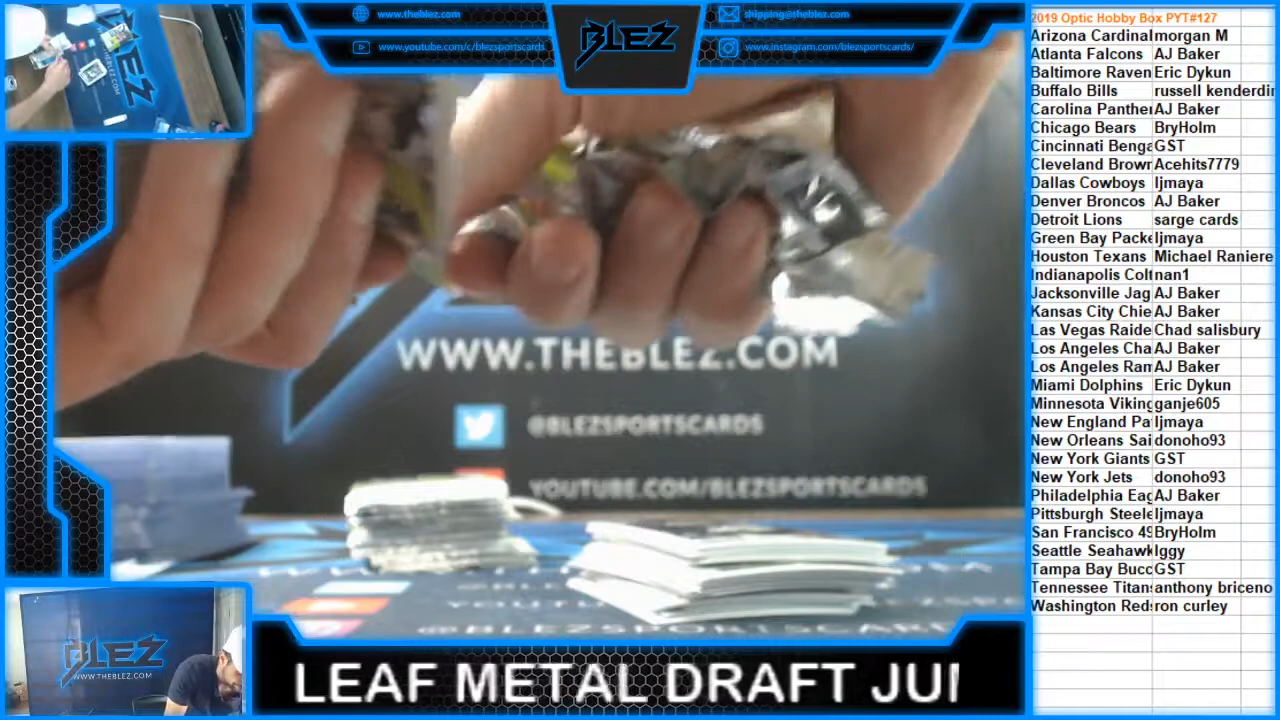 www.theblez.com
shipping@theblez.com
www.youtube.com/c/blezsportscards
www.instagram.com/blezsportscards/
BLEZ
WWW.THEBLEZ.COM
@BLEZSPORTSCARDS
YOUTUBE.COM/BLEZSPORTSCARDS
BLEZ
WWW.THEBLEZ.COM
LEAF METAL DRAFT JUI
2019 Optic Hobby Box PYT#127
Arizona Cardinal morgan M
Atlanta Falcons AJ Baker
Baltimore Raven Eric Dykun
Buffalo Bills russell kenderdin
Carolina Panther AJ Baker
Chicago Bears BryHolm
Cincinnati Benga GST
Cleveland Brown Acehits7779
Dallas Cowboys ljmaya
Denver Broncos AJ Baker
Detroit Lions sarge cards
Green Bay Packe ljmaya
Houston Texans Michael Raniere
Indianapolis Colt nan1
Jacksonville Jag AJ Baker
Kansas City Chie AJ Baker
Las Vegas Raide Chad salisbury
Los Angeles Cha AJ Baker
Los Angeles Ram AJ Baker
Miami Dolphins Eric Dykun
Minnesota Viking ganje605
New England Pa ljmaya
New Orleans Sai donoho93
New York Giants GST
New York Jets donoho93
Philadelphia Eag AJ Baker
Pittsburgh Steele ljmaya
San Francisco 49 BryHolm
Seattle Seahawk Iggy
Tampa Bay Bucc GST
Tennessee Titans anthony briceno
Washington Reds ron curley